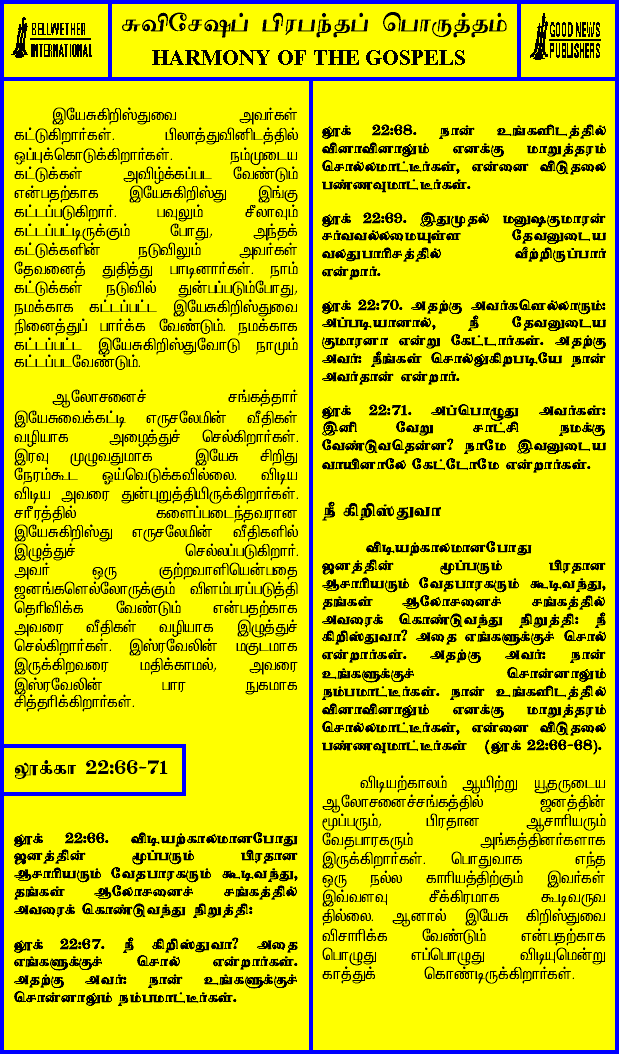 BELLWETHER
INTERNATIONAL
சுவிசேஷப் பிரபந்தப் பொருத்தம்
HARMONY OF THE GOSPELS
GOOD NEWS
PUBLISHERS
இயேசுகிறிஸ்துவை அவர்கள்
கட்டுகிறார்கள். பிலாத்துவினிடத்தில்
ஒப்புக்கொடுக்கிறார்கள். நம்முடைய
கட்டுக்கள் அவிழ்க்கப்பட வேண்டும்
என்பதற்காக இயேசுகிறிஸ்து இங்கு
கட்டப்படுகிறார். பவுலும் சீலாவும்
கட்டப்பட்டிருக்கும் போது, அந்தக்
கட்டுக்களின் நடுவிலும் அவர்கள்
தேவனைத் துதித்து பாடினார்கள். நாம்
கட்டுக்கள் நடுவில் துன்பப்படும்போது,
நமக்காக கட்டப்பட்ட இயேசுகிறிஸ்துவை
நினைத்துப் பார்க்க வேண்டும். நமக்காக
கட்டப்பட்ட இயேசுகிறிஸ்துவோடு நாமும்
கட்டப்படவேண்டும்.
ஆலோசனைச் சங்கத்தார்
இயேசுவைக்கட்டி எருசலேமின் வீதிகள்
வழியாக அழைத்துச் செல்கிறார்கள்.
இரவு முழுவதுமாக இயேசு சிறிது
நேரம்கூட ஓய்வெடுக்கவில்லை. விடிய
விடிய அவரை துன்புறுத்தியிருக்கிறார்கள்.
சரீரத்தில் களைப்படைந்தவரான
இயேசுகிறிஸ்து எருசலேமின் வீதிகளில்
இழுத்துச் செல்லப்படுகிறார்.
அவர் ஒரு குற்றவாளியென்பதை
ஜனங்களெல்லோருக்கும் விளம்பரப்படுத்தி
தெரிவிக்க வேண்டும் என்பதற்காக
அவரை வீதிகள் வழியாக இழுத்துச்
செல்கிறார்கள். இஸ்ரவேலின் மகுடமாக
இருக்கிறவரை மதிக்காமல், அவரை
இஸ்ரவேலின் பார நுகமாக
சித்தரிக்கிறார்கள்.
லூக்கா 22:66-71
லூக் 22:66. விடியற்காலமானபோது
ஜனத்தின் மூப்பரும் பிரதான
ஆசாரியரும் வேதபாரகரும் கூடிவந்து,
தங்கள் ஆலோசனைச் சங்கத்தில்
அவரைக் கொண்டுவந்து நிறுத்தி:
லூக் 22:67. நீ கிறிஸ்துவா? அதை
எங்களுக்குச் சொல் என்றார்கள்.
அதற்கு அவர்: நான் உங்களுக்குச்
சொன்னாலும் நம்பமாட்டீர்கள்.
லூக் 22:68. நான் உங்களிடத்தில்
வினாவினாலும் எனக்கு மாறுத்தரம்
சொல்லமாட்டீர்கள், என்னை விடுதலை
பண்ணவுமாட்டீர்கள்.
லூக் 22:69. இதுமுதல் மனுஷகுமாரன்
சர்வவல்லமையுள்ள தேவனுடைய
வலதுபாரிசத்தில் வீற்றிருப்பார்
என்றார்.
லூக் 22:70. அதற்கு அவர்களெல்லாரும்:
அப்படியானால், நீ தேவனுடைய
குமாரனா என்று கேட்டார்கள். அதற்கு
அவர்: நீங்கள் சொல்லுகிறபடியே நான்
அவர்தான் என்றார்.
லூக் 22:71. அப்பொழுது அவர்கள்:
இனி வேறு சாட்சி நமக்கு
வேண்டுவதென்ன? நாமே இவனுடைய
வாயினாலே கேட்டோமே என்றார்கள்.
நீ கிறிஸ்துவா
விடியற்காலமானபோது
ஜனத்தின் மூப்பரும் பிரதான
ஆசாரியரும் வேதபாரகரும் கூடிவந்து,
தங்கள் ஆலோசனைச் சங்கத்தில்
அவரைக் கொண்டுவந்து நிறுத்தி: நீ
கிறிஸ்துவா? அதை எங்களுக்குச் சொல்
என்றார்கள். அதற்கு அவர்: நான்
உங்களுக்குச் சொன்னாலும்
நம்பமாட்டீர்கள். நான் உங்களிடத்தில்
வினாவினாலும் எனக்கு மாறுத்தரம்
சொல்லமாட்டீர்கள், என்னை விடுதலை
பண்ணவுமாட்டீர்கள் (லூக் 22:66-68).
விடியற்காலம் ஆயிற்று யூதருடைய
ஆலோசனைச்சங்கத்தில் ஜனத்தின்
மூப்பரும், பிரதான ஆசாரியரும்
வேதபாரகரும் அங்கத்தினர்களாக
இருக்கிறார்கள். பொதுவாக எந்த
ஒரு நல்ல காரியத்திற்கும் இவர்கள்
இவ்வளவு சீக்கிரமாக கூடிவருவ
தில்லை. ஆனால் இயேசு கிறிஸ்துவை
விசாரிக்க வேண்டும் என்பதற்காக
பொழுது எப்பொழுது விடியுமென்று
காத்துக் கொண்டிருக்கிறார்கள்.